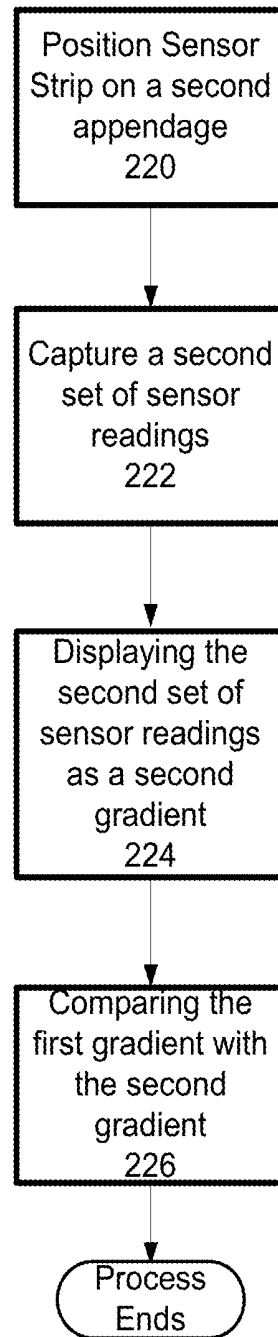 Position Sensor
Strip on a second
appendage
220
Capture a second
set of sensor
readings
222
Displaying the
second set of
sensor readings
as a second
gradient
224
Comparing the
first gradient with
the second
gradient
226
Process
Ends